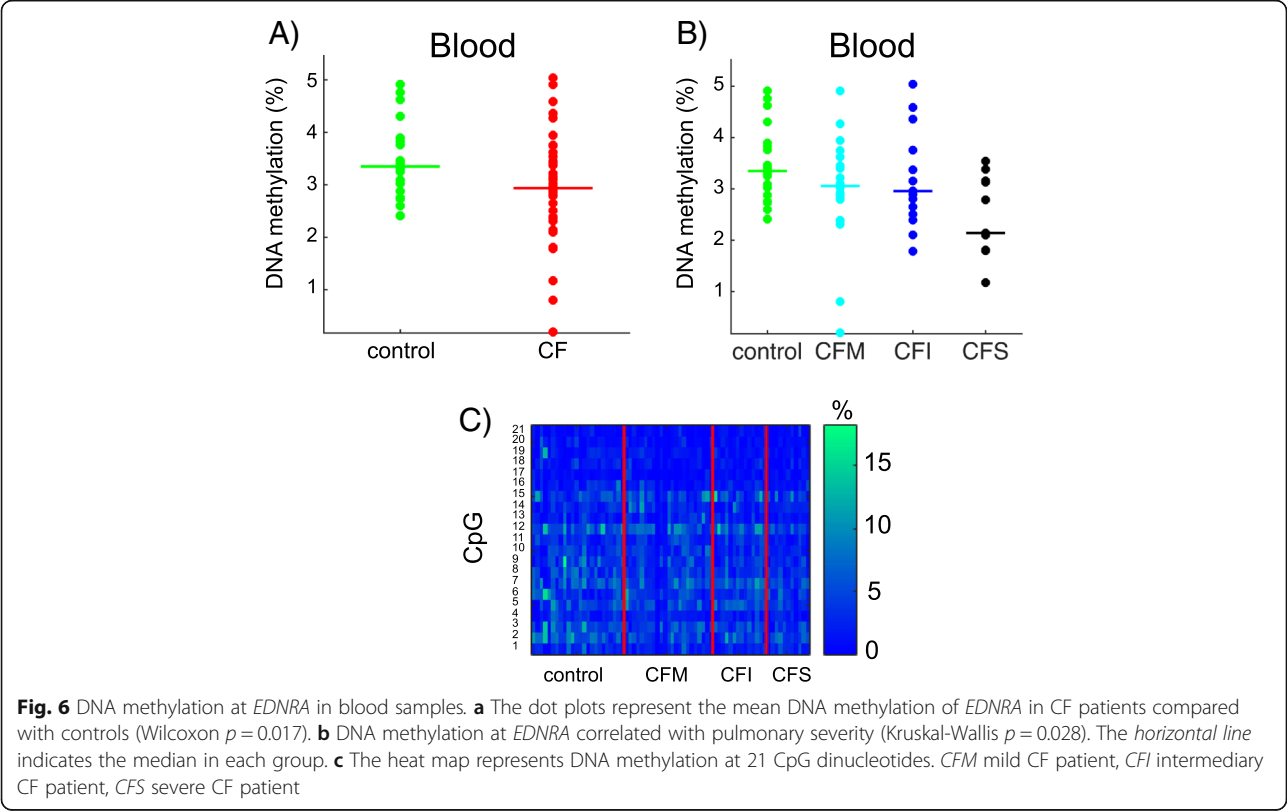 A)
Blood
DNA methylation (%)
5
4
3
2
1
control CF
B)
Blood
DNA methylation (%)
5
4
3
2
1
control CFM CFI CFS
C)
CpG
21
20
19
18
17
16
15
14
13
12
11
10
9
8
7
6
5
4
3
2
1
control CFM CFI CFS
%
15
10
5
0
Fig. 6 DNA methylation at EDNRA in blood samples. a The dot plots represent the mean DNA methylation of EDNRA in CF patients compared
with controls (Wilcoxon p = 0.017). b DNA methylation at EDNRA correlated with pulmonary severity (Kruskal-Wallis p = 0.028). The horizontal line
indicates the median in each group. c The heat map represents DNA methylation at 21 CpG dinucleotides. CFM mild CF patient, CFI intermediary
CF patient, CFS severe CF patient